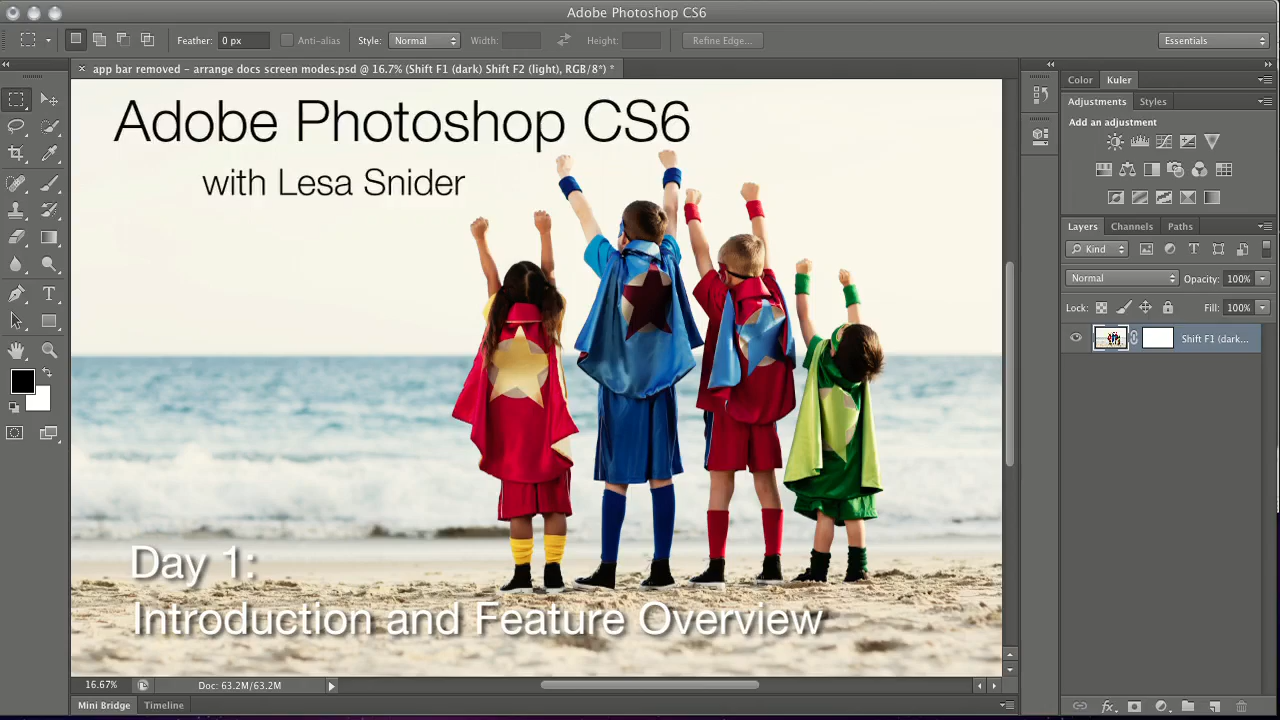 Adobe Photoshop CS6
Feather: 0 px Anti-alias Style: Normal Width: Height: Refine Edge... Essentials
× app bar removed – arrange docs screen modes.psd @ 16.7% (Shift F1 (dark) Shift F2 (light), RGB/8*) *
Color Kuler
Adjustments Styles
Add an adjustment
Adobe Photoshop CS6
with Lesa Snider
Layers Channels Paths
Kind
Normal Opacity: 100%
Lock: Fill: 100%
Shift F1 (dark...
Day 1:
Introduction and Feature Overview
16.67% Doc: 63.2M/63.2M
Mini Bridge Timeline